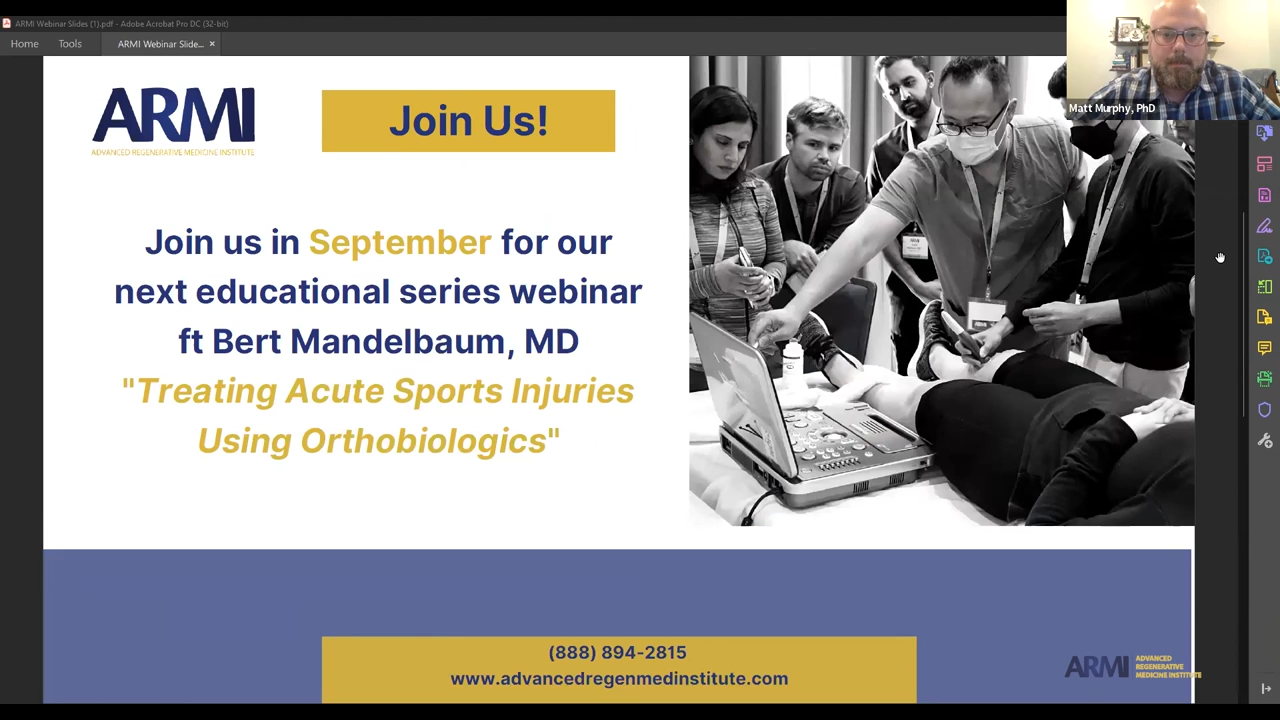 ARMI Webinar Slides (1).pdf - Adobe Acrobat Pro DC (32-bit)
Home
Tools
ARMI Webinar Slide... ×
Matt Murphy, PhD
ARMI
ADVANCED REGENERATIVE MEDICINE INSTITUTE
Join Us!
Join us in September for our
next educational series webinar
ft Bert Mandelbaum, MD
"Treating Acute Sports Injuries
Using Orthobiologics"
(888) 894-2815
www.advancedregenmedinstitute.com
ARMI
ADVANCED
REGENERATIVE
MEDICINE INSTITUTE